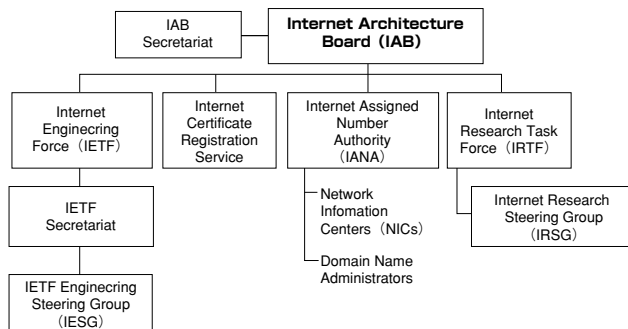 IAB
Secretariat
Internet Architecture
Board (IAB)
Internet
Enginecring
Force (IETF)
Internet
Certificate
Registration
Service
Internet Assigned
Number
Authority
(IANA)
Internet
Research Task
Force (IRTF)
IETF
Secretariat
Network
Infomation
Centers (NICs)
Domain Name
Administrators
Internet Research
Steering Group
(IRSG)
IETF Enginecring
Steering Group
(IESG)